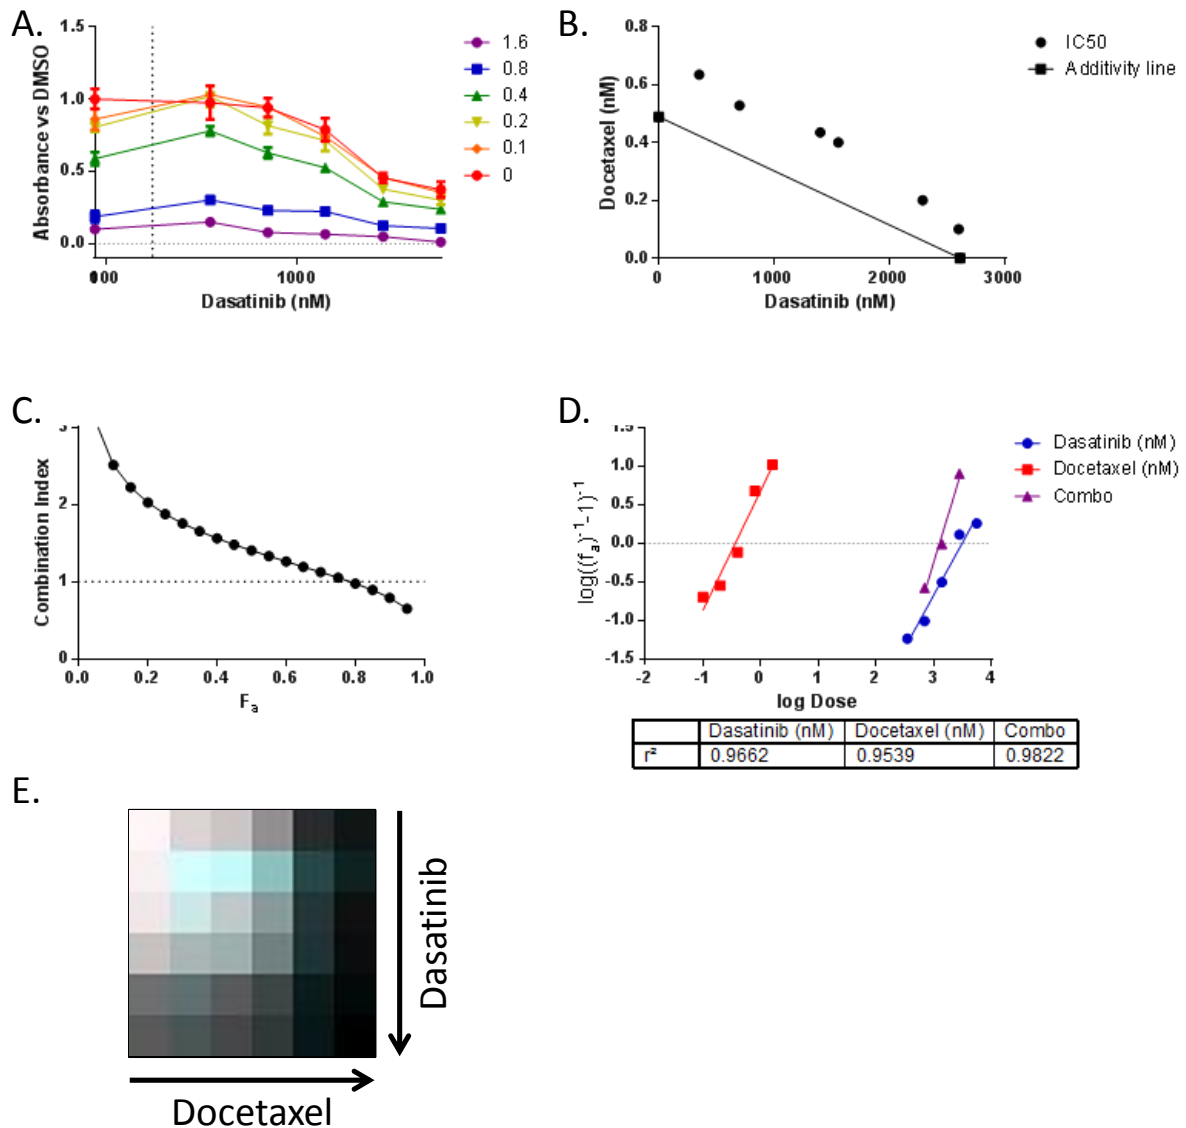 A.
Absorbance vs DMSO
1.5
1.0
0.5
0.0
1000
Dasatinib (nM)
1.6
0.8
0.4
0.2
0.1
0
B.
Docetaxel (nM)
0.8
0.6
0.4
0.2
0.0
0 1000 2000 3000
Dasatinib (nM)
IC50
Additivity line
C.
Combination Index
3
2
1
0
0.0 0.2 0.4 0.6 0.8 1.0
Fa
D.
log((fa)-1-1)-1
1.5
1.0
0.5
0.0
-0.5
-1.0
-1.5
-2 -1 0 1 2 3 4
log Dose
Dasatinib (nM)
Docetaxel (nM)
Combo
Dasatinib (nM) Docetaxel (nM) Combo
r² 0.9662 0.9539 0.9822
E.
Dasatinib
Docetaxel